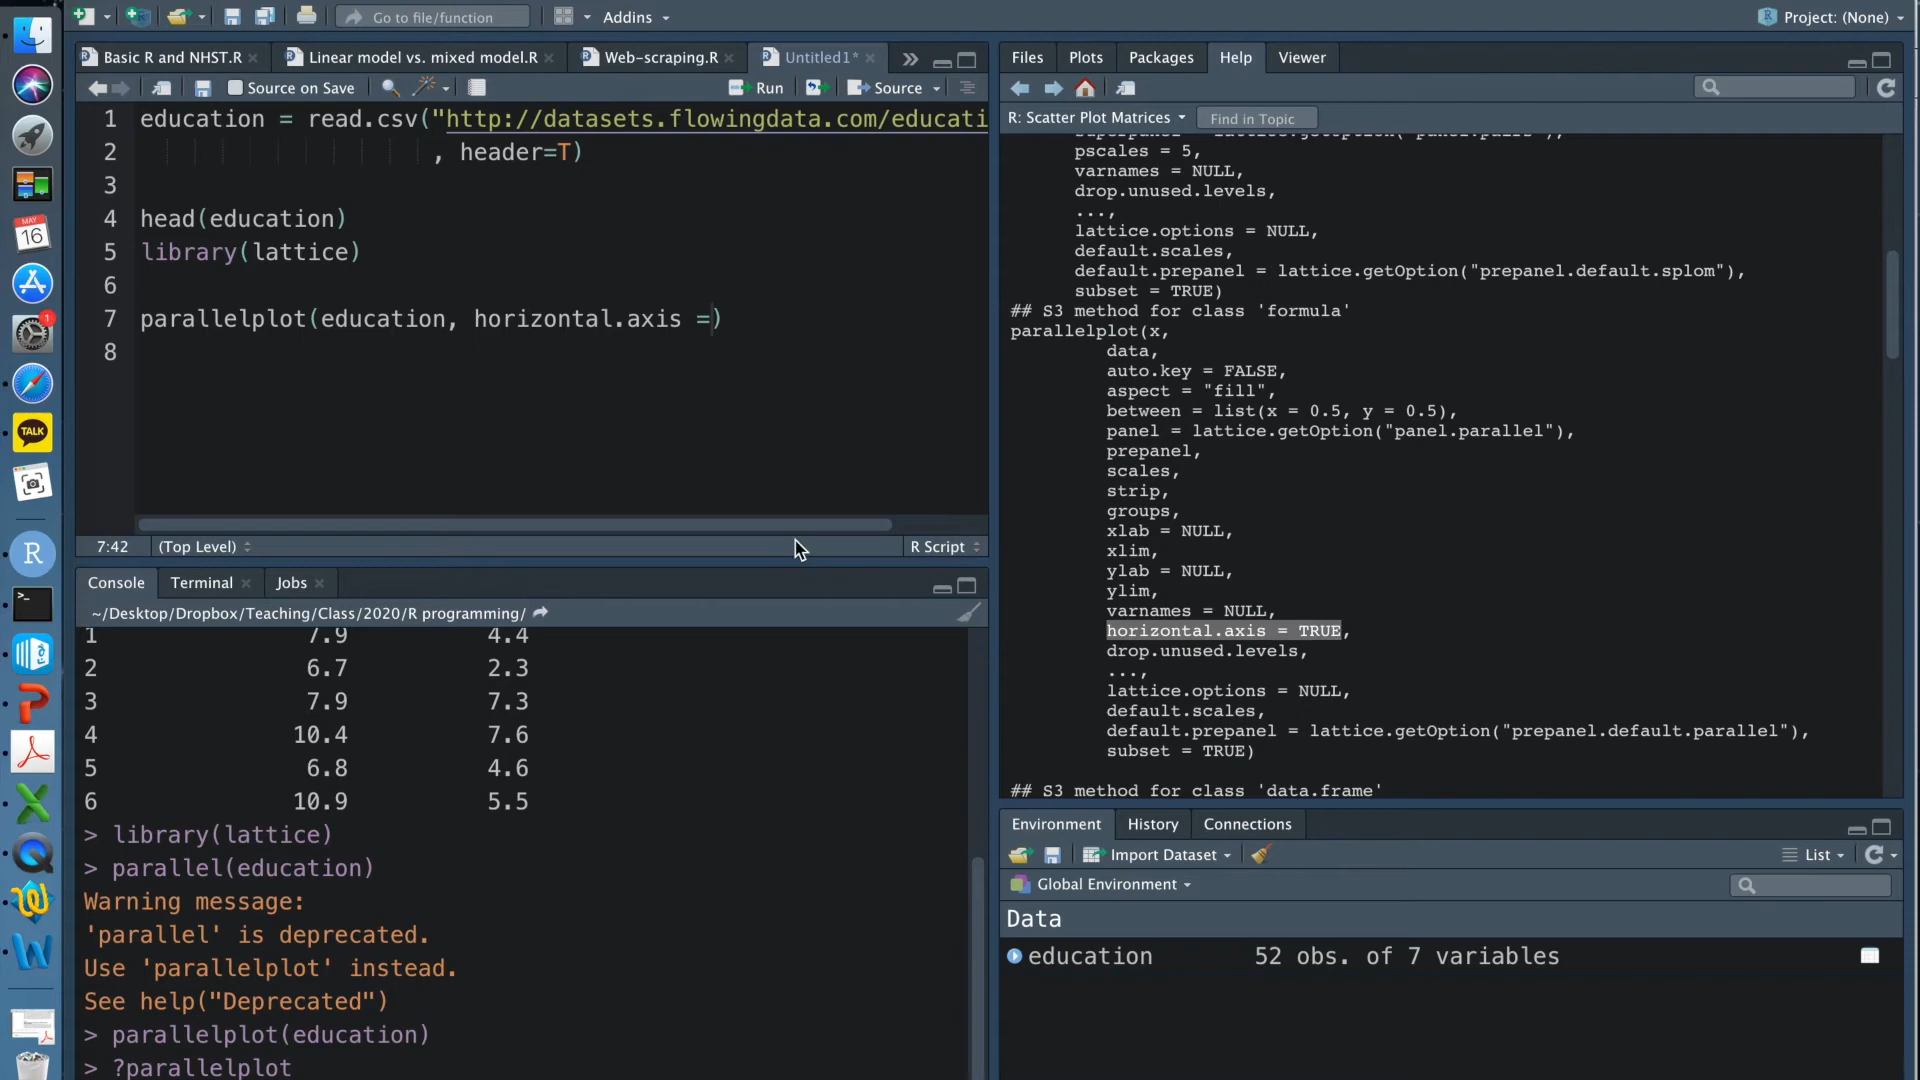 Go to file/function
Addins
Project: (None)
Basic R and NHST.R
Linear model vs. mixed model.R
Web-scraping.R
Untitled1*
Source on Save
Run
Source
1 education = read.csv("http://datasets.flowingdata.com/educati
2 , header=T)
3
4 head(education)
5 library(lattice)
6
7 parallelplot(education, horizontal.axis =)
8
7:42
(Top Level)
R Script
Console
Terminal
Jobs
~/Desktop/Dropbox/Teaching/Class/2020/R programming/
1 7.9 4.4
2 6.7 2.3
3 7.9 7.3
4 10.4 7.6
5 6.8 4.6
6 10.9 5.5
> library(lattice)
> parallel(education)
Warning message:
'parallel' is deprecated.
Use 'parallelplot' instead.
See help("Deprecated")
> parallelplot(education)
> ?parallelplot
Files
Plots
Packages
Help
Viewer
R: Scatter Plot Matrices
Find in Topic
pscales = 5,
varnames = NULL,
drop.unused.levels,
...,
lattice.options = NULL,
default.scales,
default.prepanel = lattice.getOption("prepanel.default.splom"),
subset = TRUE)
## S3 method for class 'formula'
parallelplot(x,
data,
auto.key = FALSE,
aspect = "fill",
between = list(x = 0.5, y = 0.5),
panel = lattice.getOption("panel.parallel"),
prepanel,
scales,
strip,
groups,
xlab = NULL,
xlim,
ylab = NULL,
ylim,
varnames = NULL,
horizontal.axis = TRUE,
drop.unused.levels,
...,
lattice.options = NULL,
default.scales,
default.prepanel = lattice.getOption("prepanel.default.parallel"),
subset = TRUE)
## S3 method for class 'data.frame'
Environment
History
Connections
Import Dataset
List
Global Environment
Data
education 52 obs. of 7 variables
MAY
16
1
TALK
R